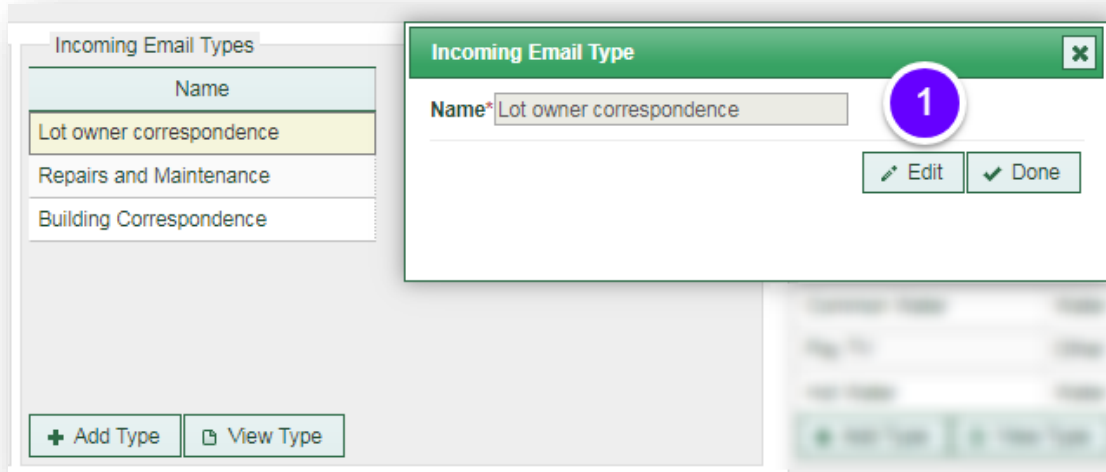 Incoming Email Types
Name
Lot owner correspondence
Repairs and Maintenance
Building Correspondence
Add Type
View Type
Incoming Email Type
Name*
Lot owner correspondence
1
Edit
Done